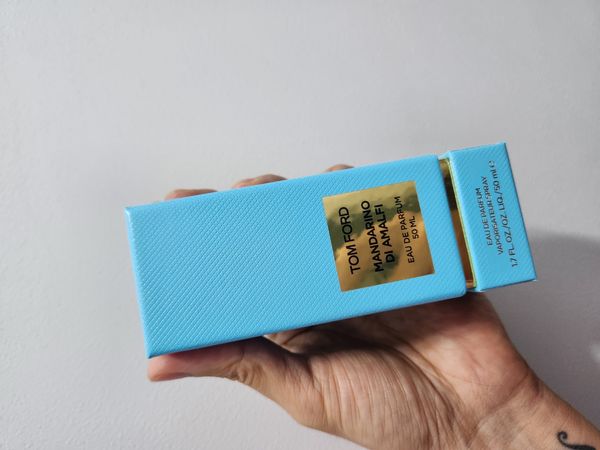 TOM FORD
MANDARINO
DI AMALFI
EAU DE PARFUM
50 ML
EAU DE PARFUM
VAPORISATEUR SPRAY
1.7 FL. OZ./OZ. LIQ./50 ml e